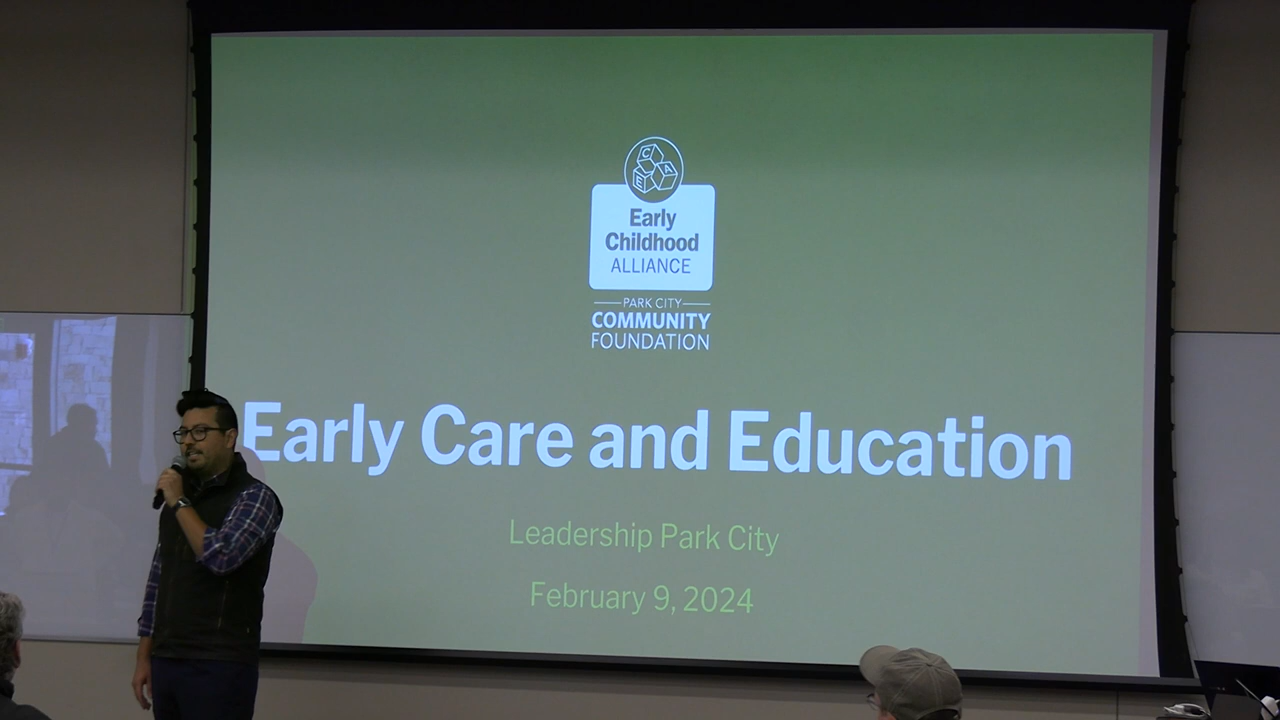 C
E A
Early
Childhood
ALLIANCE
PARK CITY
COMMUNITY
FOUNDATION
Early Care and Education
Leadership Park City
February 9, 2024